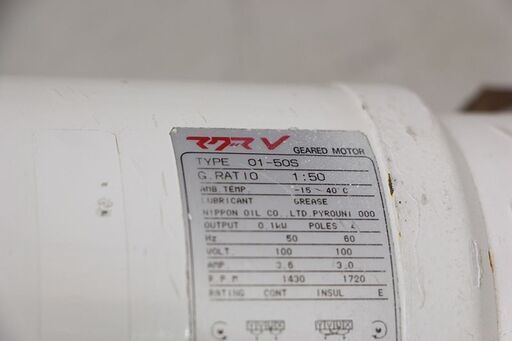 マグマ V GEARED MOTOR
TYPE 01-50S
G.RATIO 1:50
AMB.TEMP. -15~40°C
LUBRICANT GREASE
NIPPON OIL CO.,LTD PYROUNI 000
OUTPUT 0.1kW POLES 4
Hz 50 60
VOLT. 100 100
AMP. 3.6 3.0
R.P.M 1430 1720
RATING CONT INSUL E